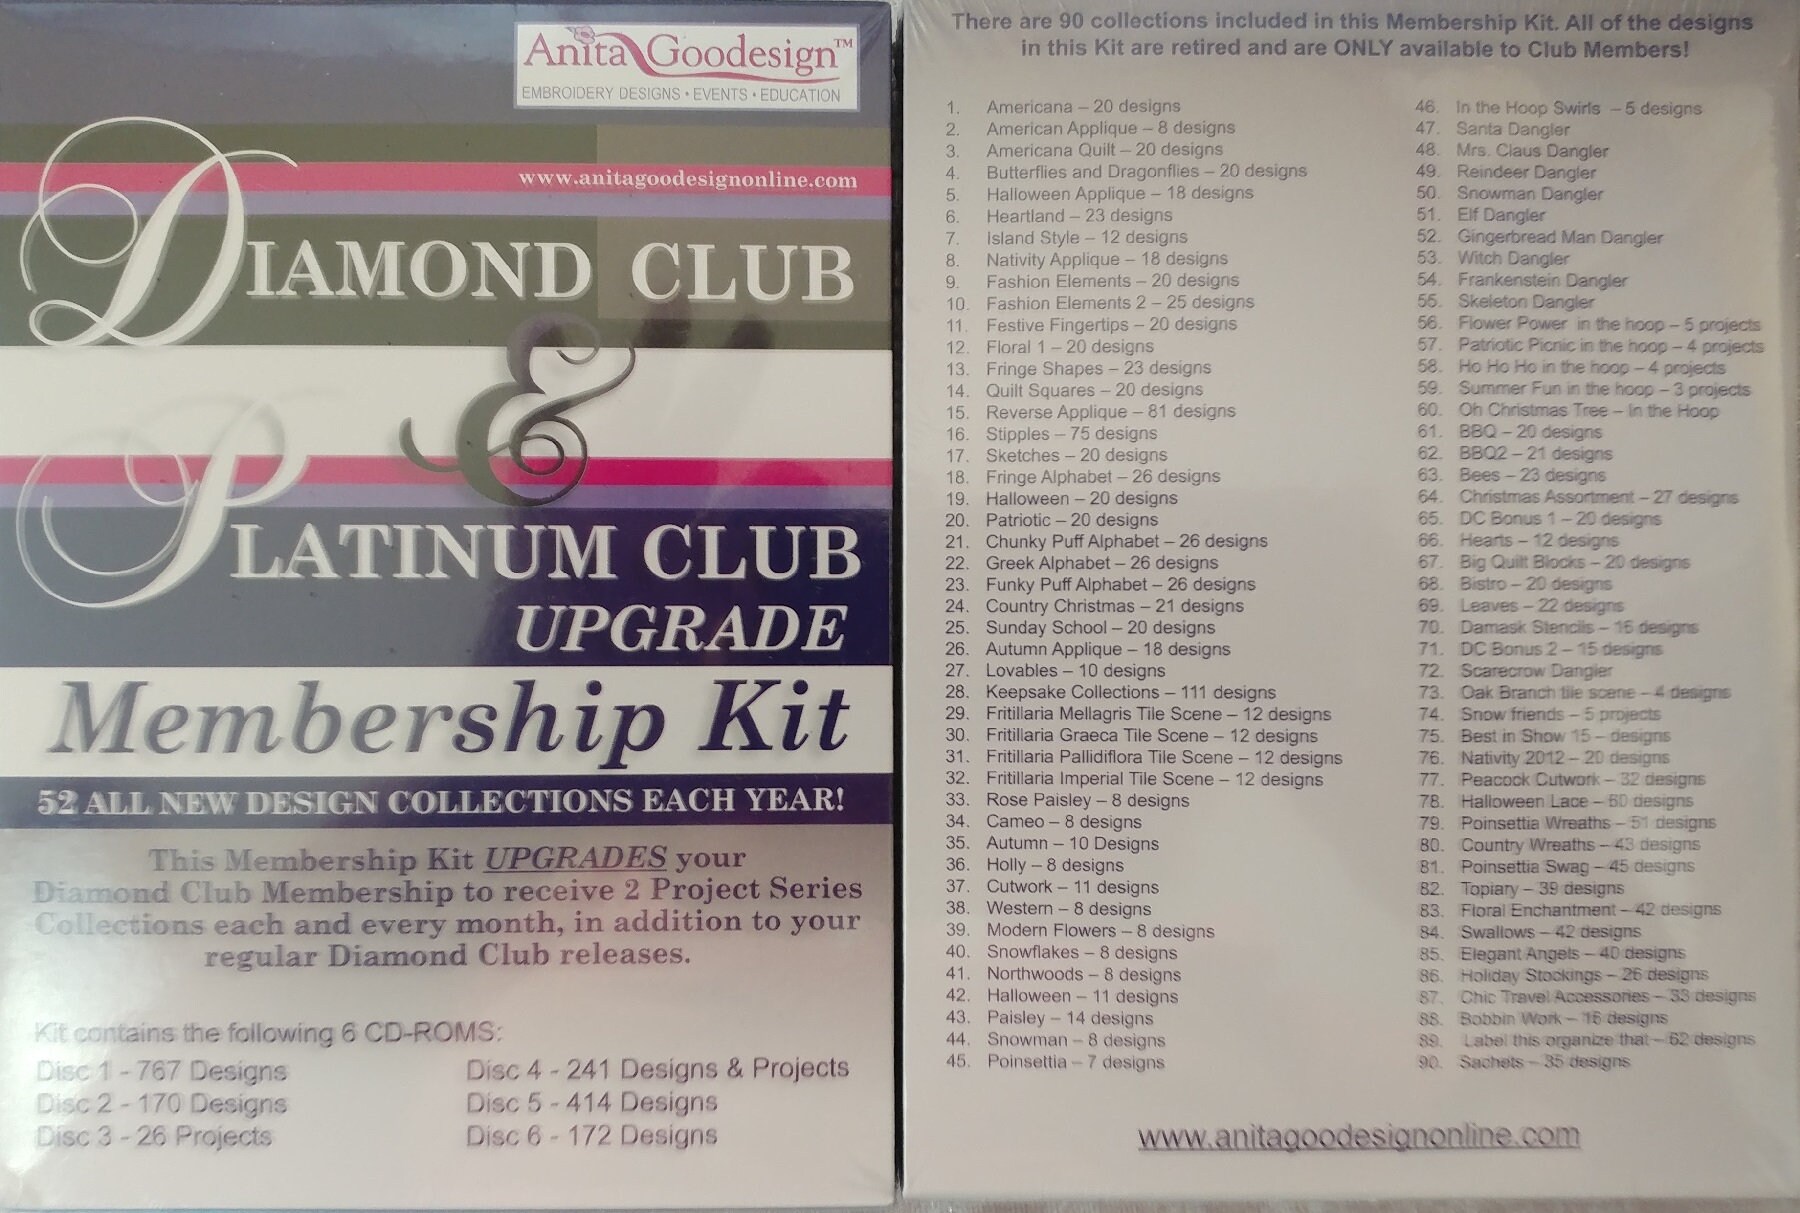 Anita Goodesign™
EMBROIDERY DESIGNS • EVENTS • EDUCATION
www.anitagoodesignonline.com
DIAMOND CLUB
&
PLATINUM CLUB
UPGRADE
Membership Kit
52 ALL NEW DESIGN COLLECTIONS EACH YEAR!
This Membership Kit UPGRADES your
Diamond Club Membership to receive 2 Project Series
Collections each and every month, in addition to your
regular Diamond Club releases.
Kit contains the following 6 CD-ROMS:
Disc 1 - 767 Designs
Disc 2 - 170 Designs
Disc 3 - 26 Projects
Disc 4 - 241 Designs & Projects
Disc 5 - 414 Designs
Disc 6 - 172 Designs
There are 90 collections included in this Membership Kit. All of the designs
in this Kit are retired and are ONLY available to Club Members!
1. Americana – 20 designs
2. American Applique – 8 designs
3. Americana Quilt – 20 designs
4. Butterflies and Dragonflies – 20 designs
5. Halloween Applique – 18 designs
6. Heartland – 23 designs
7. Island Style – 12 designs
8. Nativity Applique – 18 designs
9. Fashion Elements – 20 designs
10. Fashion Elements 2 – 25 designs
11. Festive Fingertips – 20 designs
12. Floral 1 – 20 designs
13. Fringe Shapes – 23 designs
14. Quilt Squares – 20 designs
15. Reverse Applique – 81 designs
16. Stipples – 75 designs
17. Sketches – 20 designs
18. Fringe Alphabet – 26 designs
19. Halloween – 20 designs
20. Patriotic – 20 designs
21. Chunky Puff Alphabet – 26 designs
22. Greek Alphabet – 26 designs
23. Funky Puff Alphabet – 26 designs
24. Country Christmas – 21 designs
25. Sunday School – 20 designs
26. Autumn Applique – 18 designs
27. Lovables – 10 designs
28. Keepsake Collections – 111 designs
29. Fritillaria Mellagris Tile Scene – 12 designs
30. Fritillaria Graeca Tile Scene – 12 designs
31. Fritillaria Pallidiflora Tile Scene – 12 designs
32. Fritillaria Imperial Tile Scene – 12 designs
33. Rose Paisley – 8 designs
34. Cameo – 8 designs
35. Autumn – 10 Designs
36. Holly – 8 designs
37. Cutwork – 11 designs
38. Western – 8 designs
39. Modern Flowers – 8 designs
40. Snowflakes – 8 designs
41. Northwoods – 8 designs
42. Halloween – 11 designs
43. Paisley – 14 designs
44. Snowman – 8 designs
45. Poinsettia – 7 designs
46. In the Hoop Swirls – 5 designs
47. Santa Dangler
48. Mrs. Claus Dangler
49. Reindeer Dangler
50. Snowman Dangler
51. Elf Dangler
52. Gingerbread Man Dangler
53. Witch Dangler
54. Frankenstein Dangler
55. Skeleton Dangler
56. Flower Power in the hoop – 5 projects
57. Patriotic Picnic in the hoop – 4 projects
58. Ho Ho Ho in the hoop – 4 projects
59. Summer Fun in the hoop – 3 projects
60. Oh Christmas Tree – In the Hoop
61. BBQ – 20 designs
62. BBQ2 – 21 designs
63. Bees – 23 designs
64. Christmas Assortment – 27 designs
65. DC Bonus 1 – 20 designs
66. Hearts – 12 designs
67. Big Quilt Blocks – 20 designs
68. Bistro – 20 designs
69. Leaves – 22 designs
70. Damask Stencils – 16 designs
71. DC Bonus 2 – 15 designs
72. Scarecrow Dangler
73. Oak Branch tile scene – 4 designs
74. Snow friends – 5 projects
75. Best in Show 15 – designs
76. Nativity 2012 – 20 designs
77. Peacock Cutwork – 32 designs
78. Halloween Lace – 60 designs
79. Poinsettia Wreaths – 51 designs
80. Country Wreaths – 43 designs
81. Poinsettia Swag – 45 designs
82. Topiary – 39 designs
83. Floral Enchantment – 42 designs
84. Swallows – 42 designs
85. Elegant Angels – 40 designs
86. Holiday Stockings – 26 designs
87. Chic Travel Accessories – 33 designs
88. Bobbin Work – 16 designs
89. Label this organize that – 62 designs
90. Sachets – 35 designs
www.anitagoodesignonline.com